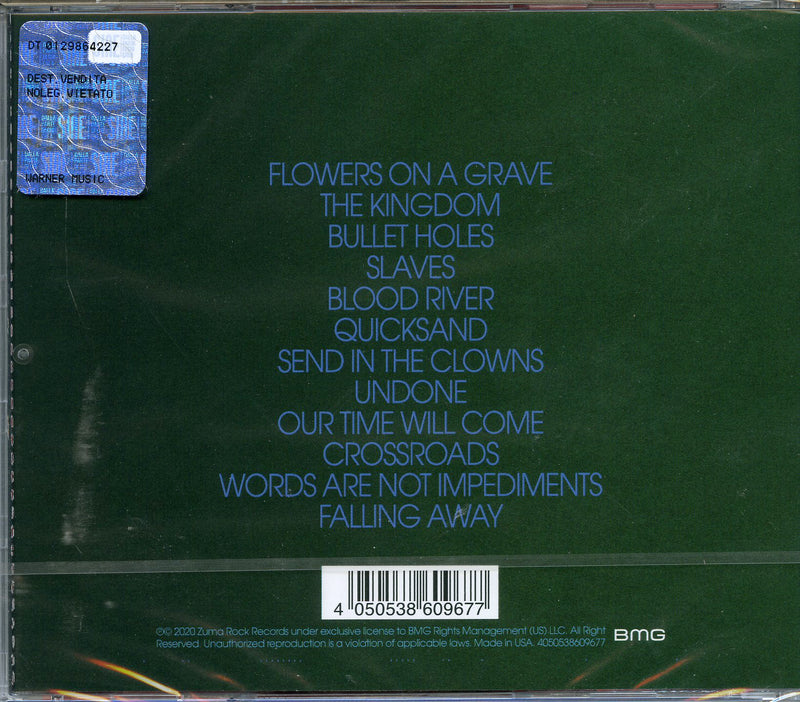 DT 0129864227
DEST.VENDITA
NOLEG.VIETATO
WARNER MUSIC
FLOWERS ON A GRAVE
THE KINGDOM
BULLET HOLES
SLAVES
BLOOD RIVER
QUICKSAND
SEND IN THE CLOWNS
UNDONE
OUR TIME WILL COME
CROSSROADS
WORDS ARE NOT IMPEDIMENTS
FALLING AWAY
4 050538 609677
℗© 2020 Zuma Rock Records under exclusive license to BMG Rights Management (US) LLC. All Right
Reserved. Unauthorized reproduction is a violation of applicable laws. Made in USA. 4050538609677
BMG